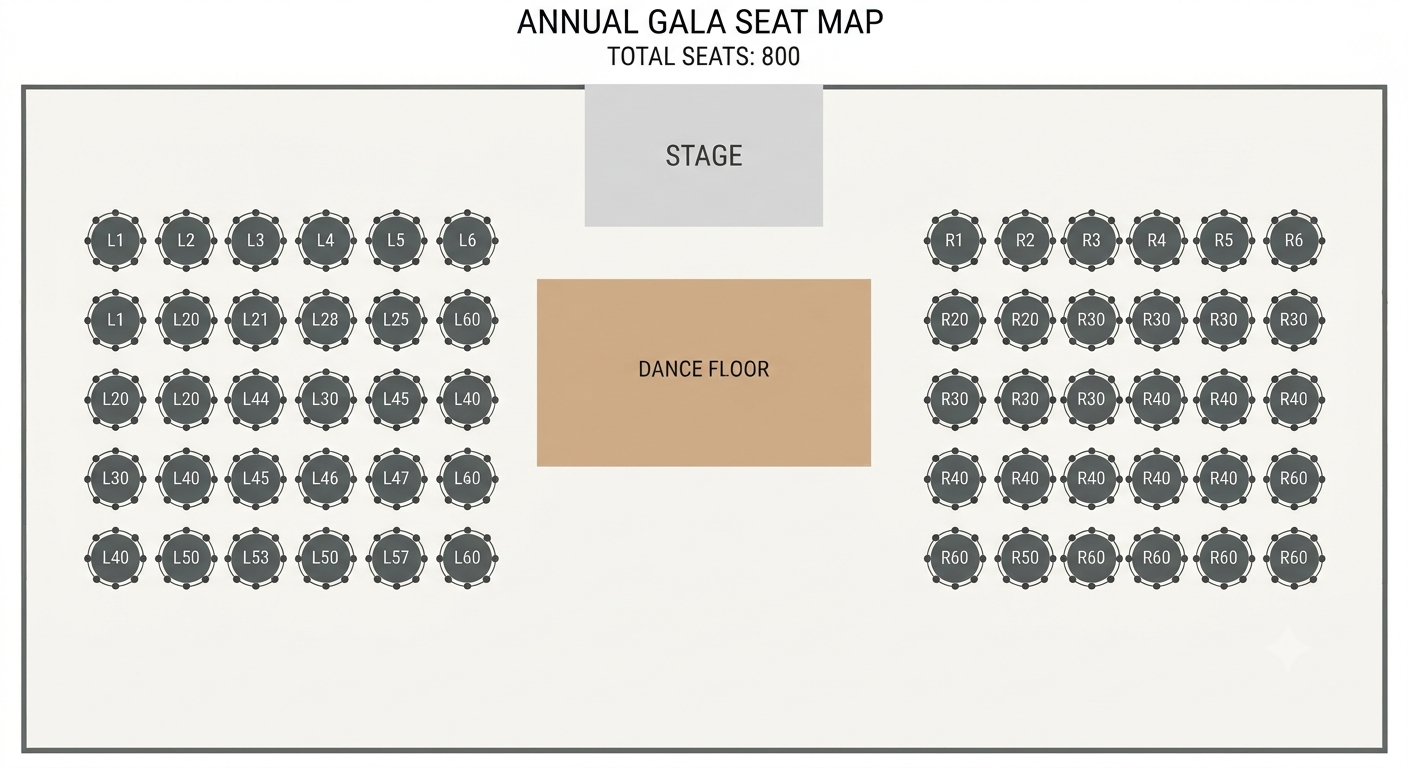 ANNUAL GALA SEAT MAP
TOTAL SEATS: 800
STAGE
L1 L2 L3 L4 L5 L6
R1 R2 R3 R4 R5 R6
L1 L20 L21 L28 L25 L60
R20 R20 R30 R30 R30 R30
DANCE FLOOR
L20 L20 L44 L30 L45 L40
R30 R30 R30 R40 R40 R40
L30 L40 L45 L46 L47 L60
R40 R40 R40 R40 R40 R60
L40 L50 L53 L50 L57 L60
R60 R50 R60 R60 R60 R60